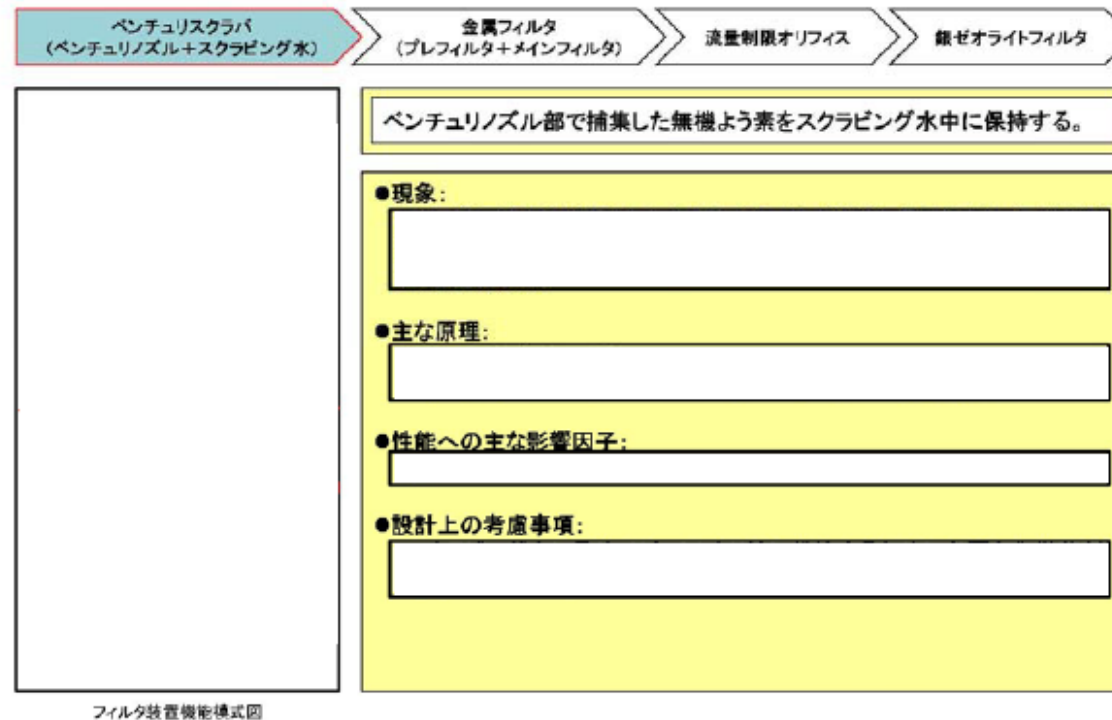 ベンチュリスクラバ
(ベンチュリノズル+スクラビング水)
金属フィルタ
(プレフィルタ+メインフィルタ)
流量制限オリフィス
銀ゼオライトフィルタ
ベンチュリノズル部で捕集した無機よう素をスクラビング水中に保持する。
●現象:
●主な原理:
●性能への主な影響因子:
●設計上の考慮事項:
フィルタ装置機能模式図